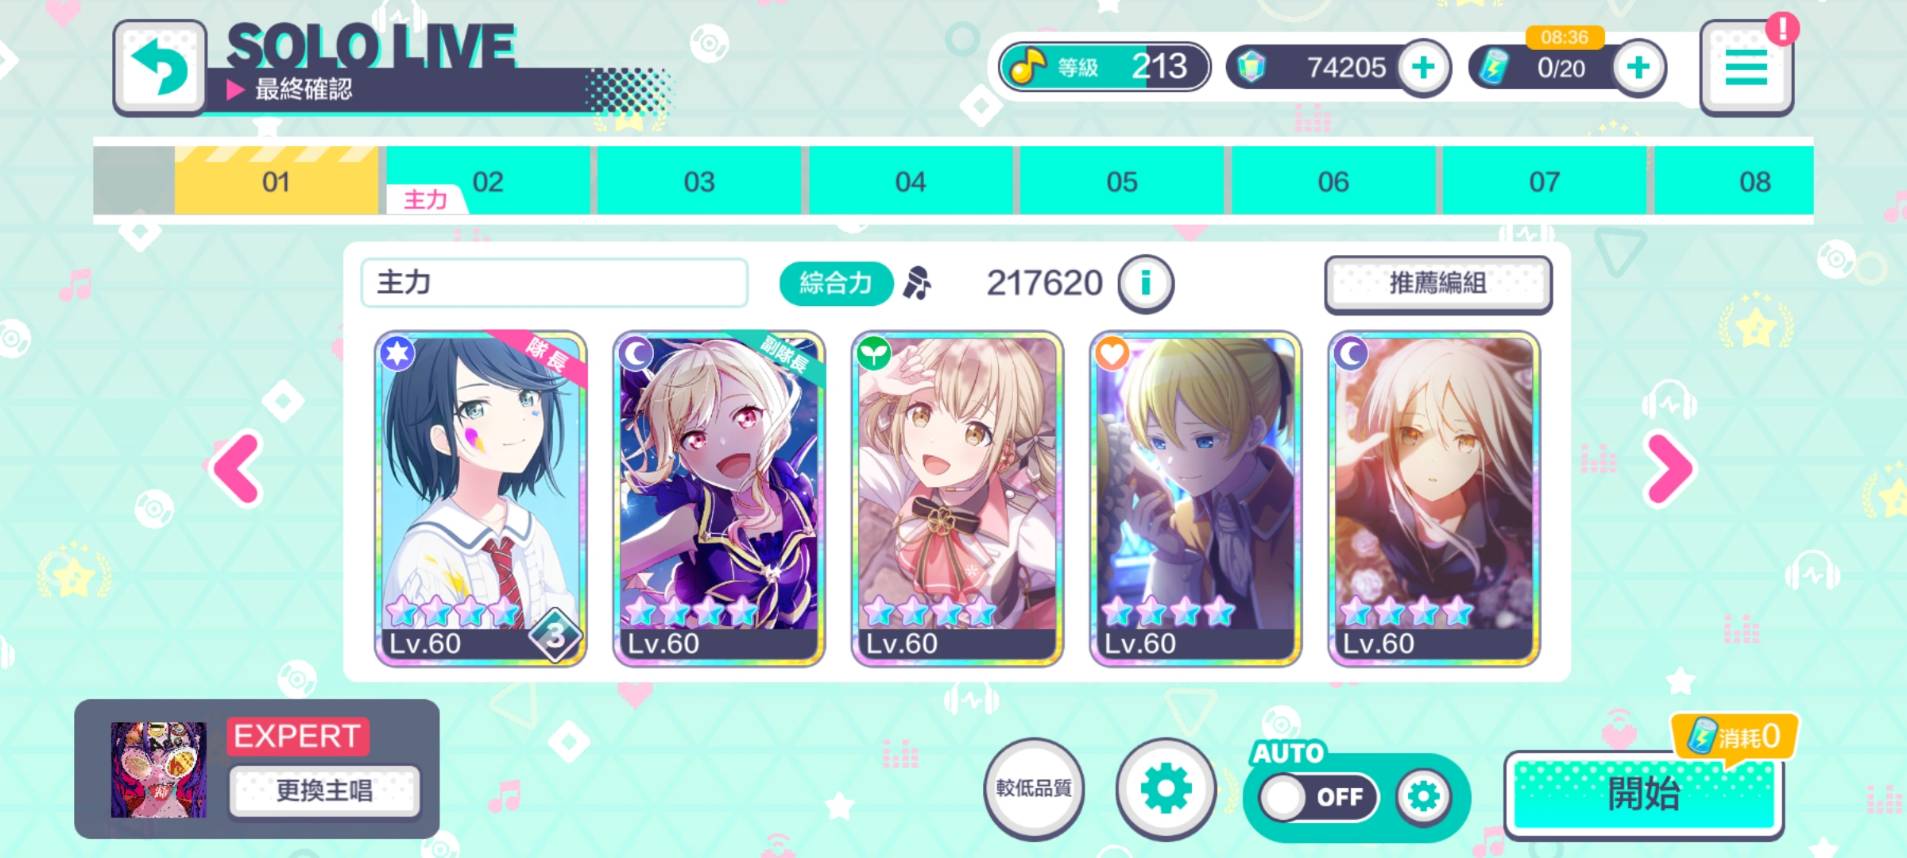 SOLO LIVE
最終確認
等級 213
74205
08:36
0/20
01
02
03
04
05
06
07
08
主力
主力
綜合力
217620
推薦編組
隊長
副隊長
Lv.60
3
Lv.60
Lv.60
Lv.60
Lv.60
EXPERT
更換主唱
較低品質
AUTO
OFF
消耗0
開始